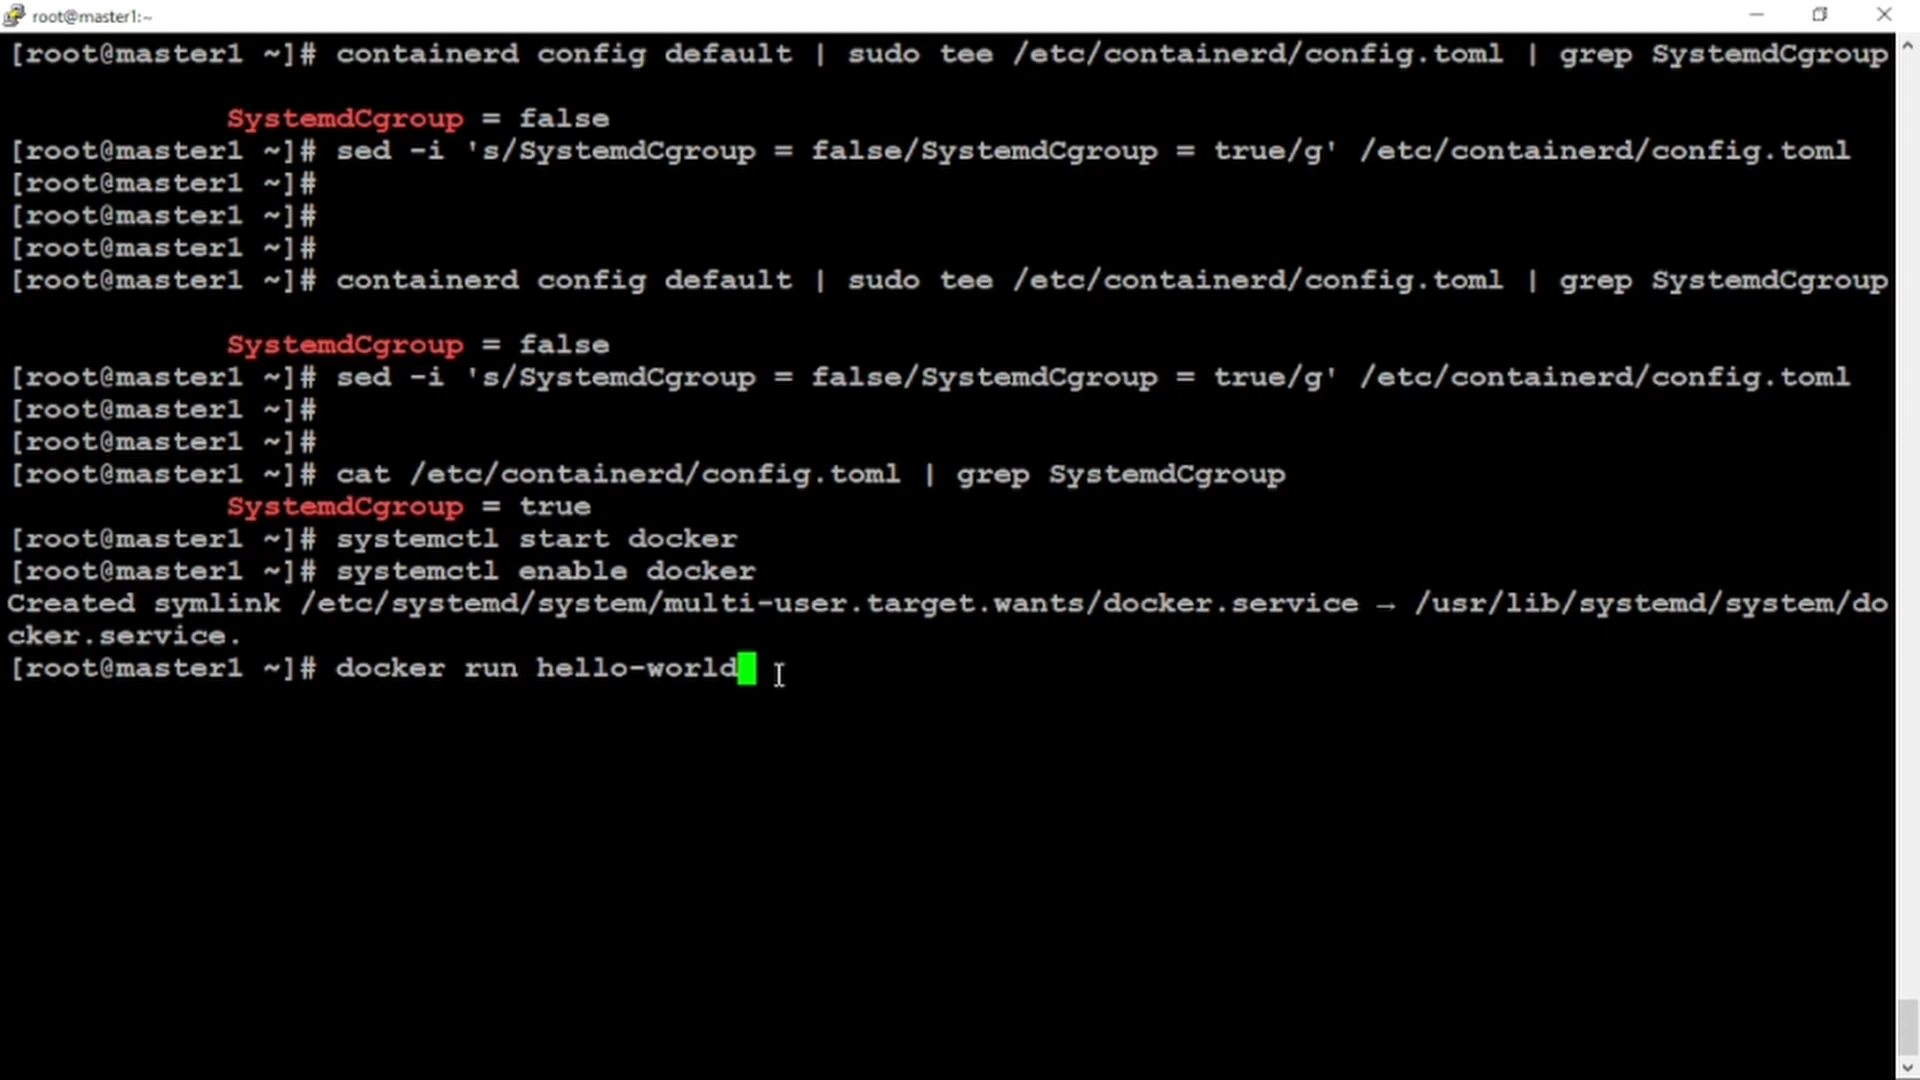 root@master1:~
[root@master1 ~]# containerd config default | sudo tee /etc/containerd/config.toml | grep SystemdCgroup
SystemdCgroup = false
[root@master1 ~]# sed -i 's/SystemdCgroup = false/SystemdCgroup = true/g' /etc/containerd/config.toml
[root@master1 ~]#
[root@master1 ~]#
[root@master1 ~]#
[root@master1 ~]# containerd config default | sudo tee /etc/containerd/config.toml | grep SystemdCgroup
SystemdCgroup = false
[root@master1 ~]# sed -i 's/SystemdCgroup = false/SystemdCgroup = true/g' /etc/containerd/config.toml
[root@master1 ~]#
[root@master1 ~]#
[root@master1 ~]# cat /etc/containerd/config.toml | grep SystemdCgroup
SystemdCgroup = true
[root@master1 ~]# systemctl start docker
[root@master1 ~]# systemctl enable docker
Created symlink /etc/systemd/system/multi-user.target.wants/docker.service → /usr/lib/systemd/system/do
cker.service.
[root@master1 ~]# docker run hello-world